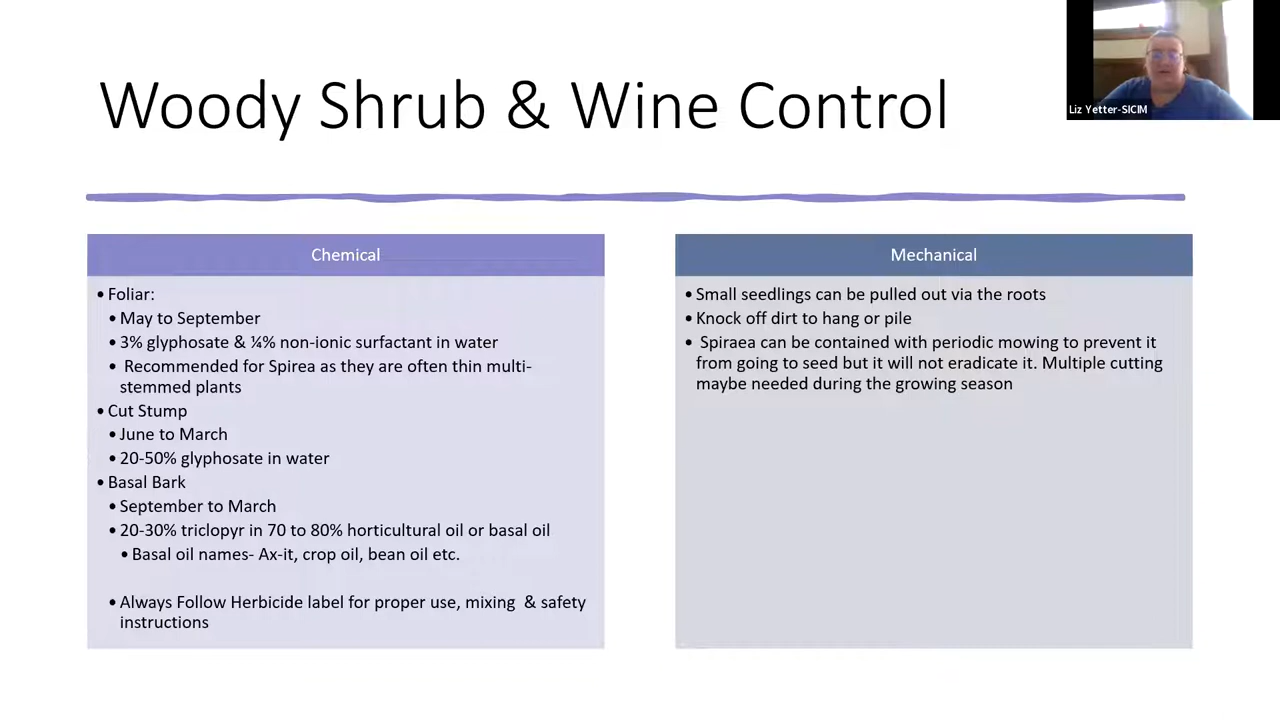 Woody Shrub & Wine Control
Liz Yetter-SICIM
Chemical
• Foliar:
• May to September
• 3% glyphosate & ¼% non-ionic surfactant in water
• Recommended for Spirea as they are often thin multi-
stemmed plants
• Cut Stump
• June to March
• 20-50% glyphosate in water
• Basal Bark
• September to March
• 20-30% triclopyr in 70 to 80% horticultural oil or basal oil
• Basal oil names- Ax-it, crop oil, bean oil etc.
• Always Follow Herbicide label for proper use, mixing & safety
instructions
Mechanical
• Small seedlings can be pulled out via the roots
• Knock off dirt to hang or pile
• Spiraea can be contained with periodic mowing to prevent it
from going to seed but it will not eradicate it. Multiple cutting
maybe needed during the growing season